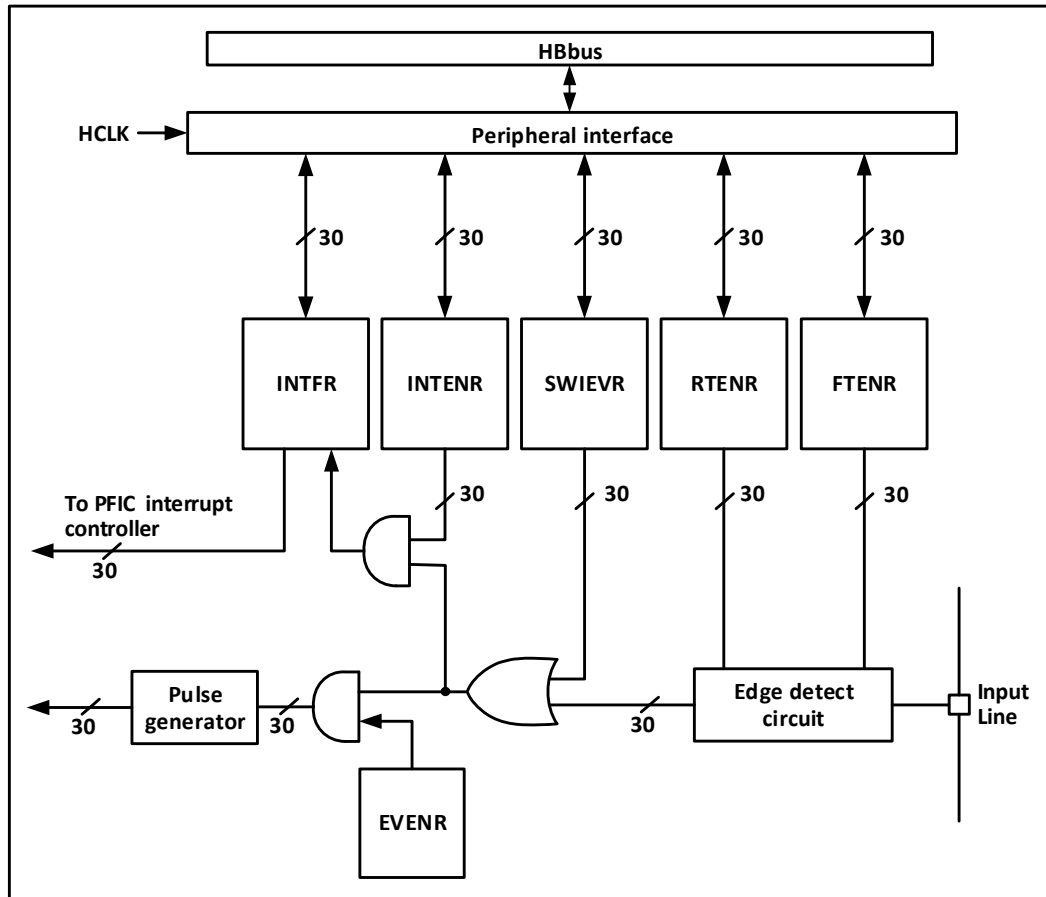 HBbus
HCLK
Peripheral interface
30
30
30
30
30
INTFR
INTENR
SWIEVR
RTENR
FTENR
30
30
30
30
To PFIC interrupt
controller
30
Pulse
generator
30
30
30
Edge detect
circuit
Input
Line
EVENR